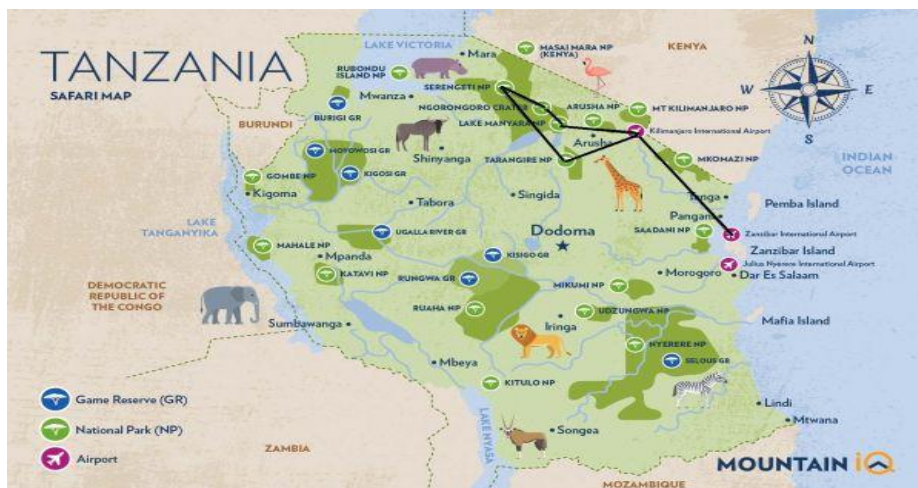 TANZANIA
SAFARI MAP
LAKE VICTORIA
Mara
MASAI MARA NP
(KENYA)
KENYA
RUBONDU
ISLAND NP
SERENGETI NP
Mwanza
NGORONGORO CRATER
ARUSHA NP
MT KILIMANJARO NP
BURIGI GR
LAKE MANYARA NP
Kilimanjaro International Airport
BURUNDI
Arusha
MOYOWOSI GR
Shinyanga
TARANGIRE NP
MKOMAZI NP
INDIAN
OCEAN
GOMBE NP
KIGOSI GR
Kigoma
Tabora
Singida
Tanga
Pemba Island
Pangani
LAKE
TANGANYIKA
UGALLA RIVER GR
Dodoma
SAADANI NP
Zanzibar International Airport
MAHALE NP
Mpanda
KISIGO GR
Zanzibar Island
Julius Nyerere International Airport
KATAVI NP
RUNGWA GR
Morogoro
Dar Es Salaam
DEMOCRATIC
REPUBLIC OF
THE CONGO
MIKUMI NP
RUAHA NP
UDZUNGWA NP
Sumbawanga
Iringa
Mafia Island
NYERERE NP
Mbeya
SELOUS GR
KITULO NP
Game Reserve (GR)
National Park (NP)
Airport
Lindi
Mtwana
Songea
ZAMBIA
LAKE NYASA
MOZAMBIQUE
MOUNTAIN iQ
N
W
E
S